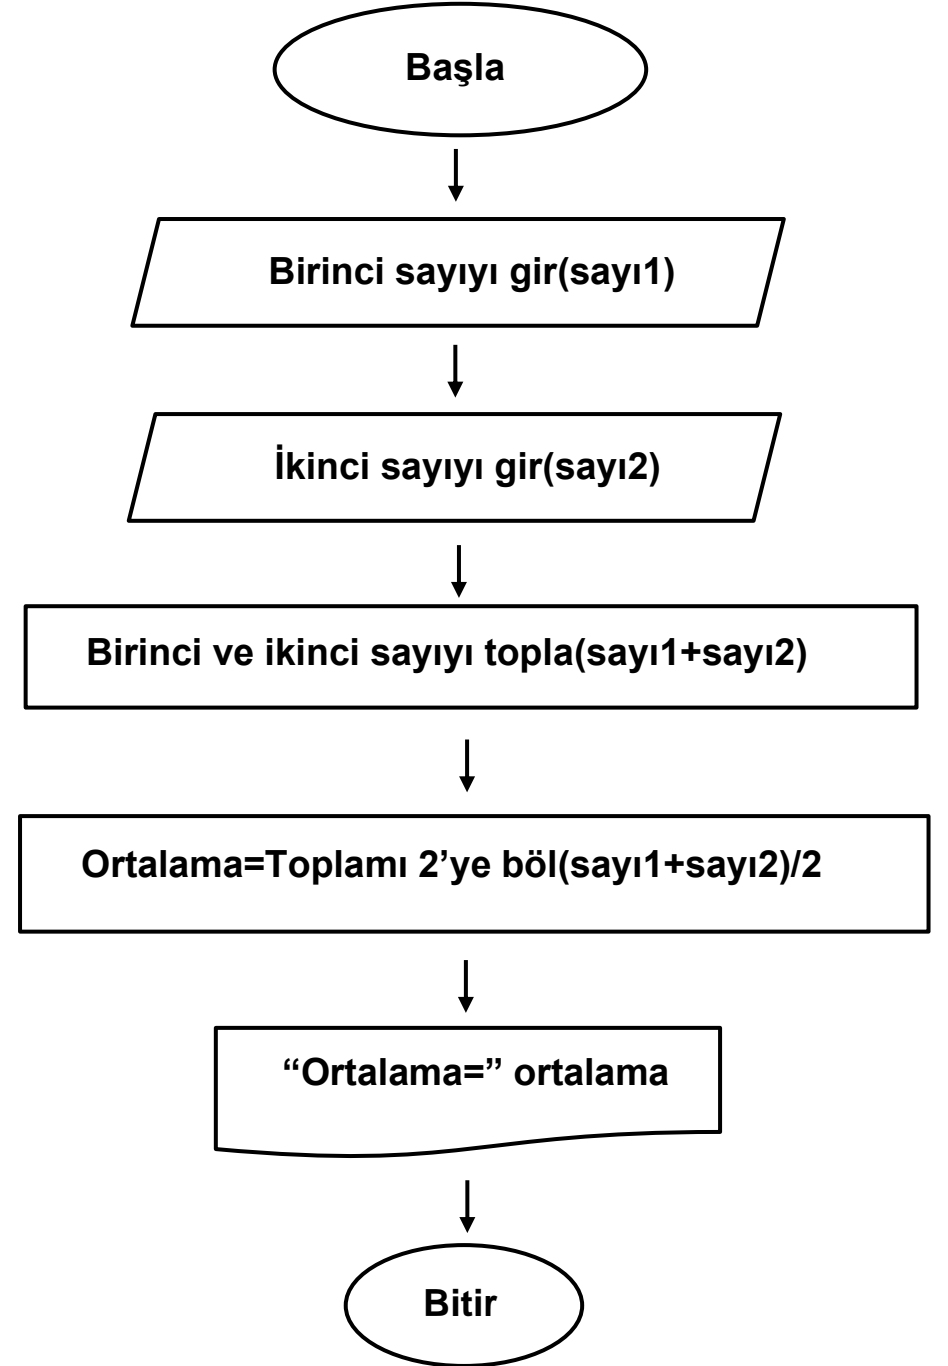 Başla
Birinci sayıyı gir(sayı1)
İkinci sayıyı gir(sayı2)
Birinci ve ikinci sayıyı topla(sayı1+sayı2)
Ortalama=Toplamı 2’ye böl(sayı1+sayı2)/2
“Ortalama=” ortalama
Bitir